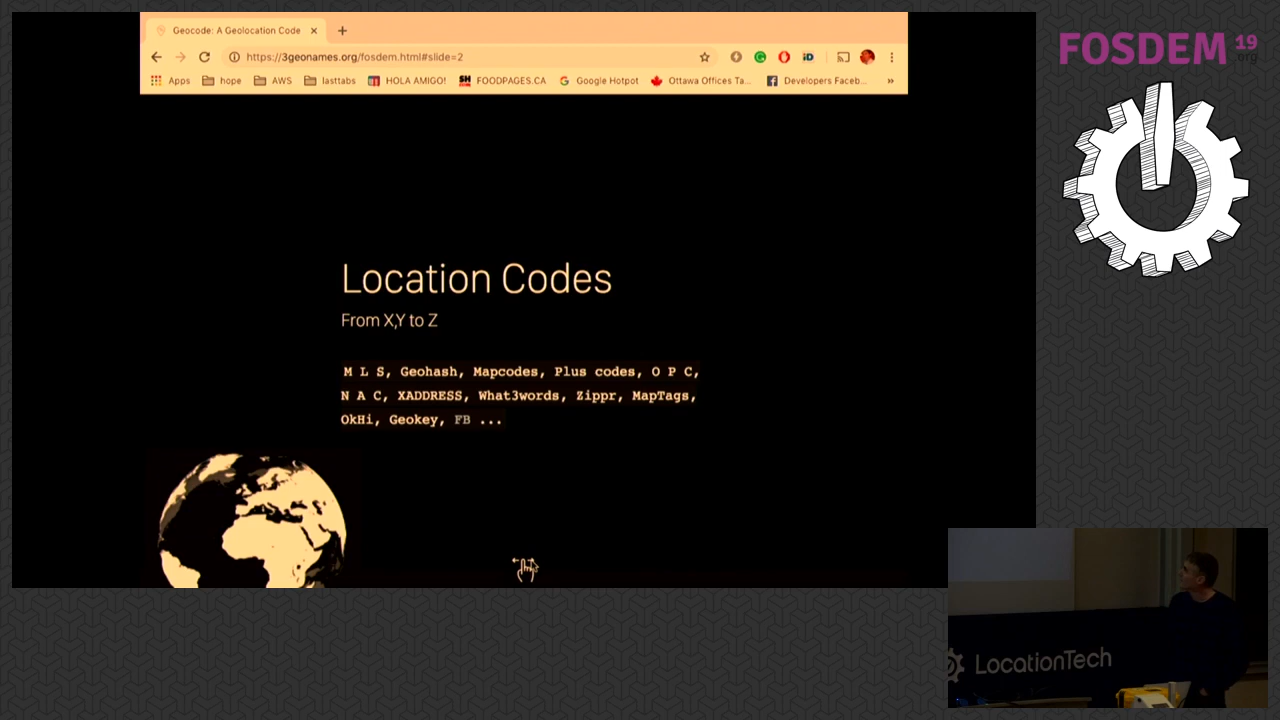 Geocode: A Geolocation Code
https://3geonames.org/fosdem.html#slide=2
Apps hope AWS lasttabs HOLA AMIGO! SH FOODPAGES.CA Google Hotpot Ottawa Offices Ta... Developers Faceb... »
Location Codes
From X,Y to Z
M L S, Geohash, Mapcodes, Plus codes, O P C,
N A C, XADDRESS, What3words, Zippr, MapTags,
OkHi, Geokey, FB ...
FOSDEM 19
.org
LocationTech